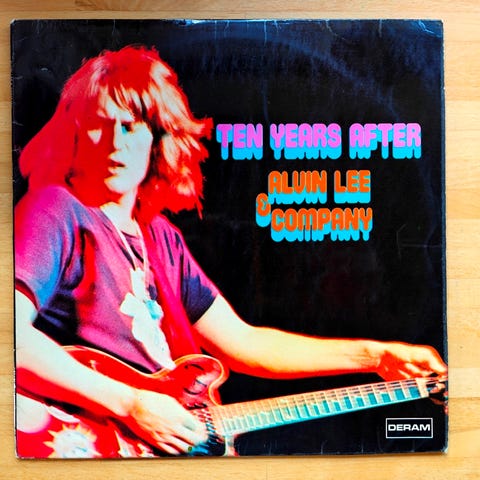 TEN YEARS AFTER
ALVIN LEE
& COMPANY
DERAM